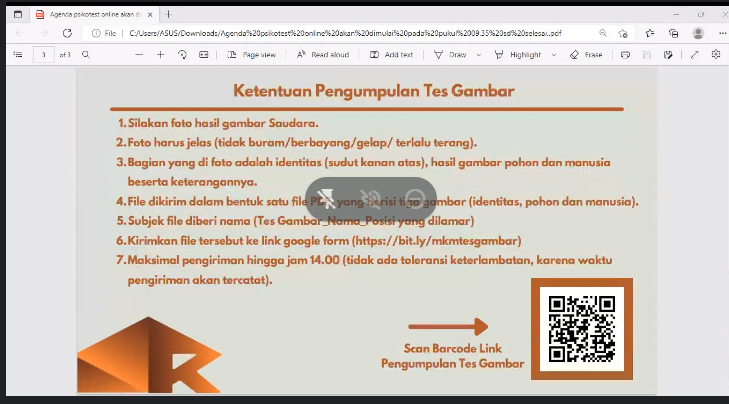 Agenda psikotest online akan di
File
C:/Users/ASUS/Downloads/Agenda%20psikotest%20online%20akan%20dimulai%20pada%20pukul%2009.35%20sd%20selesai..pdf
3 of 3
Page view
Read aloud
Add text
Draw
Highlight
Erase
Ketentuan Pengumpulan Tes Gambar
1. Silakan foto hasil gambar Saudara.
2. Foto harus jelas (tidak buram/berbayang/gelap/ terlalu terang).
3. Bagian yang di foto adalah identitas (sudut kanan atas), hasil gambar pohon dan manusia
beserta keterangannya.
4. File dikirim dalam bentuk satu file PDF yang berisi tiga gambar (identitas, pohon dan manusia).
5. Subjek file diberi nama (Tes Gambar_Nama_Posisi yang dilamar)
6. Kirimkan file tersebut ke link google form (https://bit.ly/mkmtesgambar)
7. Maksimal pengiriman hingga jam 14.00 (tidak ada toleransi keterlambatan, karena waktu
pengiriman akan tercatat).
Scan Barcode Link
Pengumpulan Tes Gambar